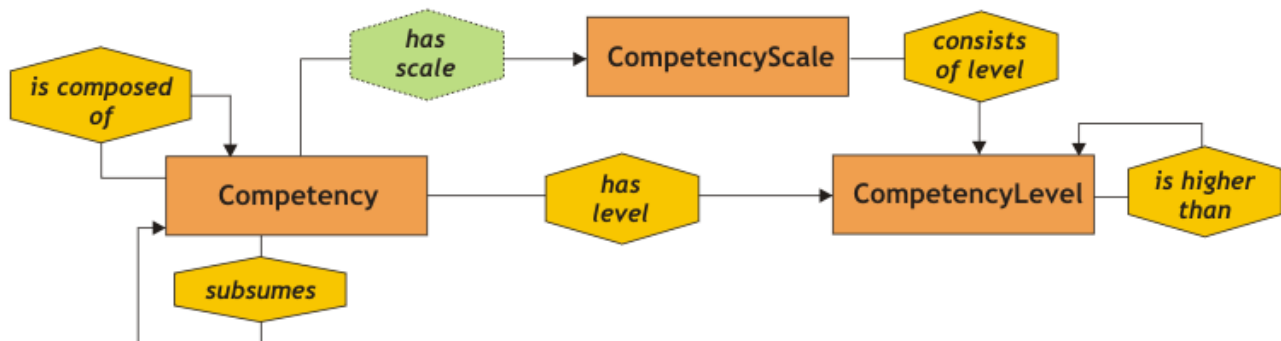 has
scale
CompetencyScale
consists
of level
is composed
of
Competency
has
level
CompetencyLevel
is higher
than
subsumes